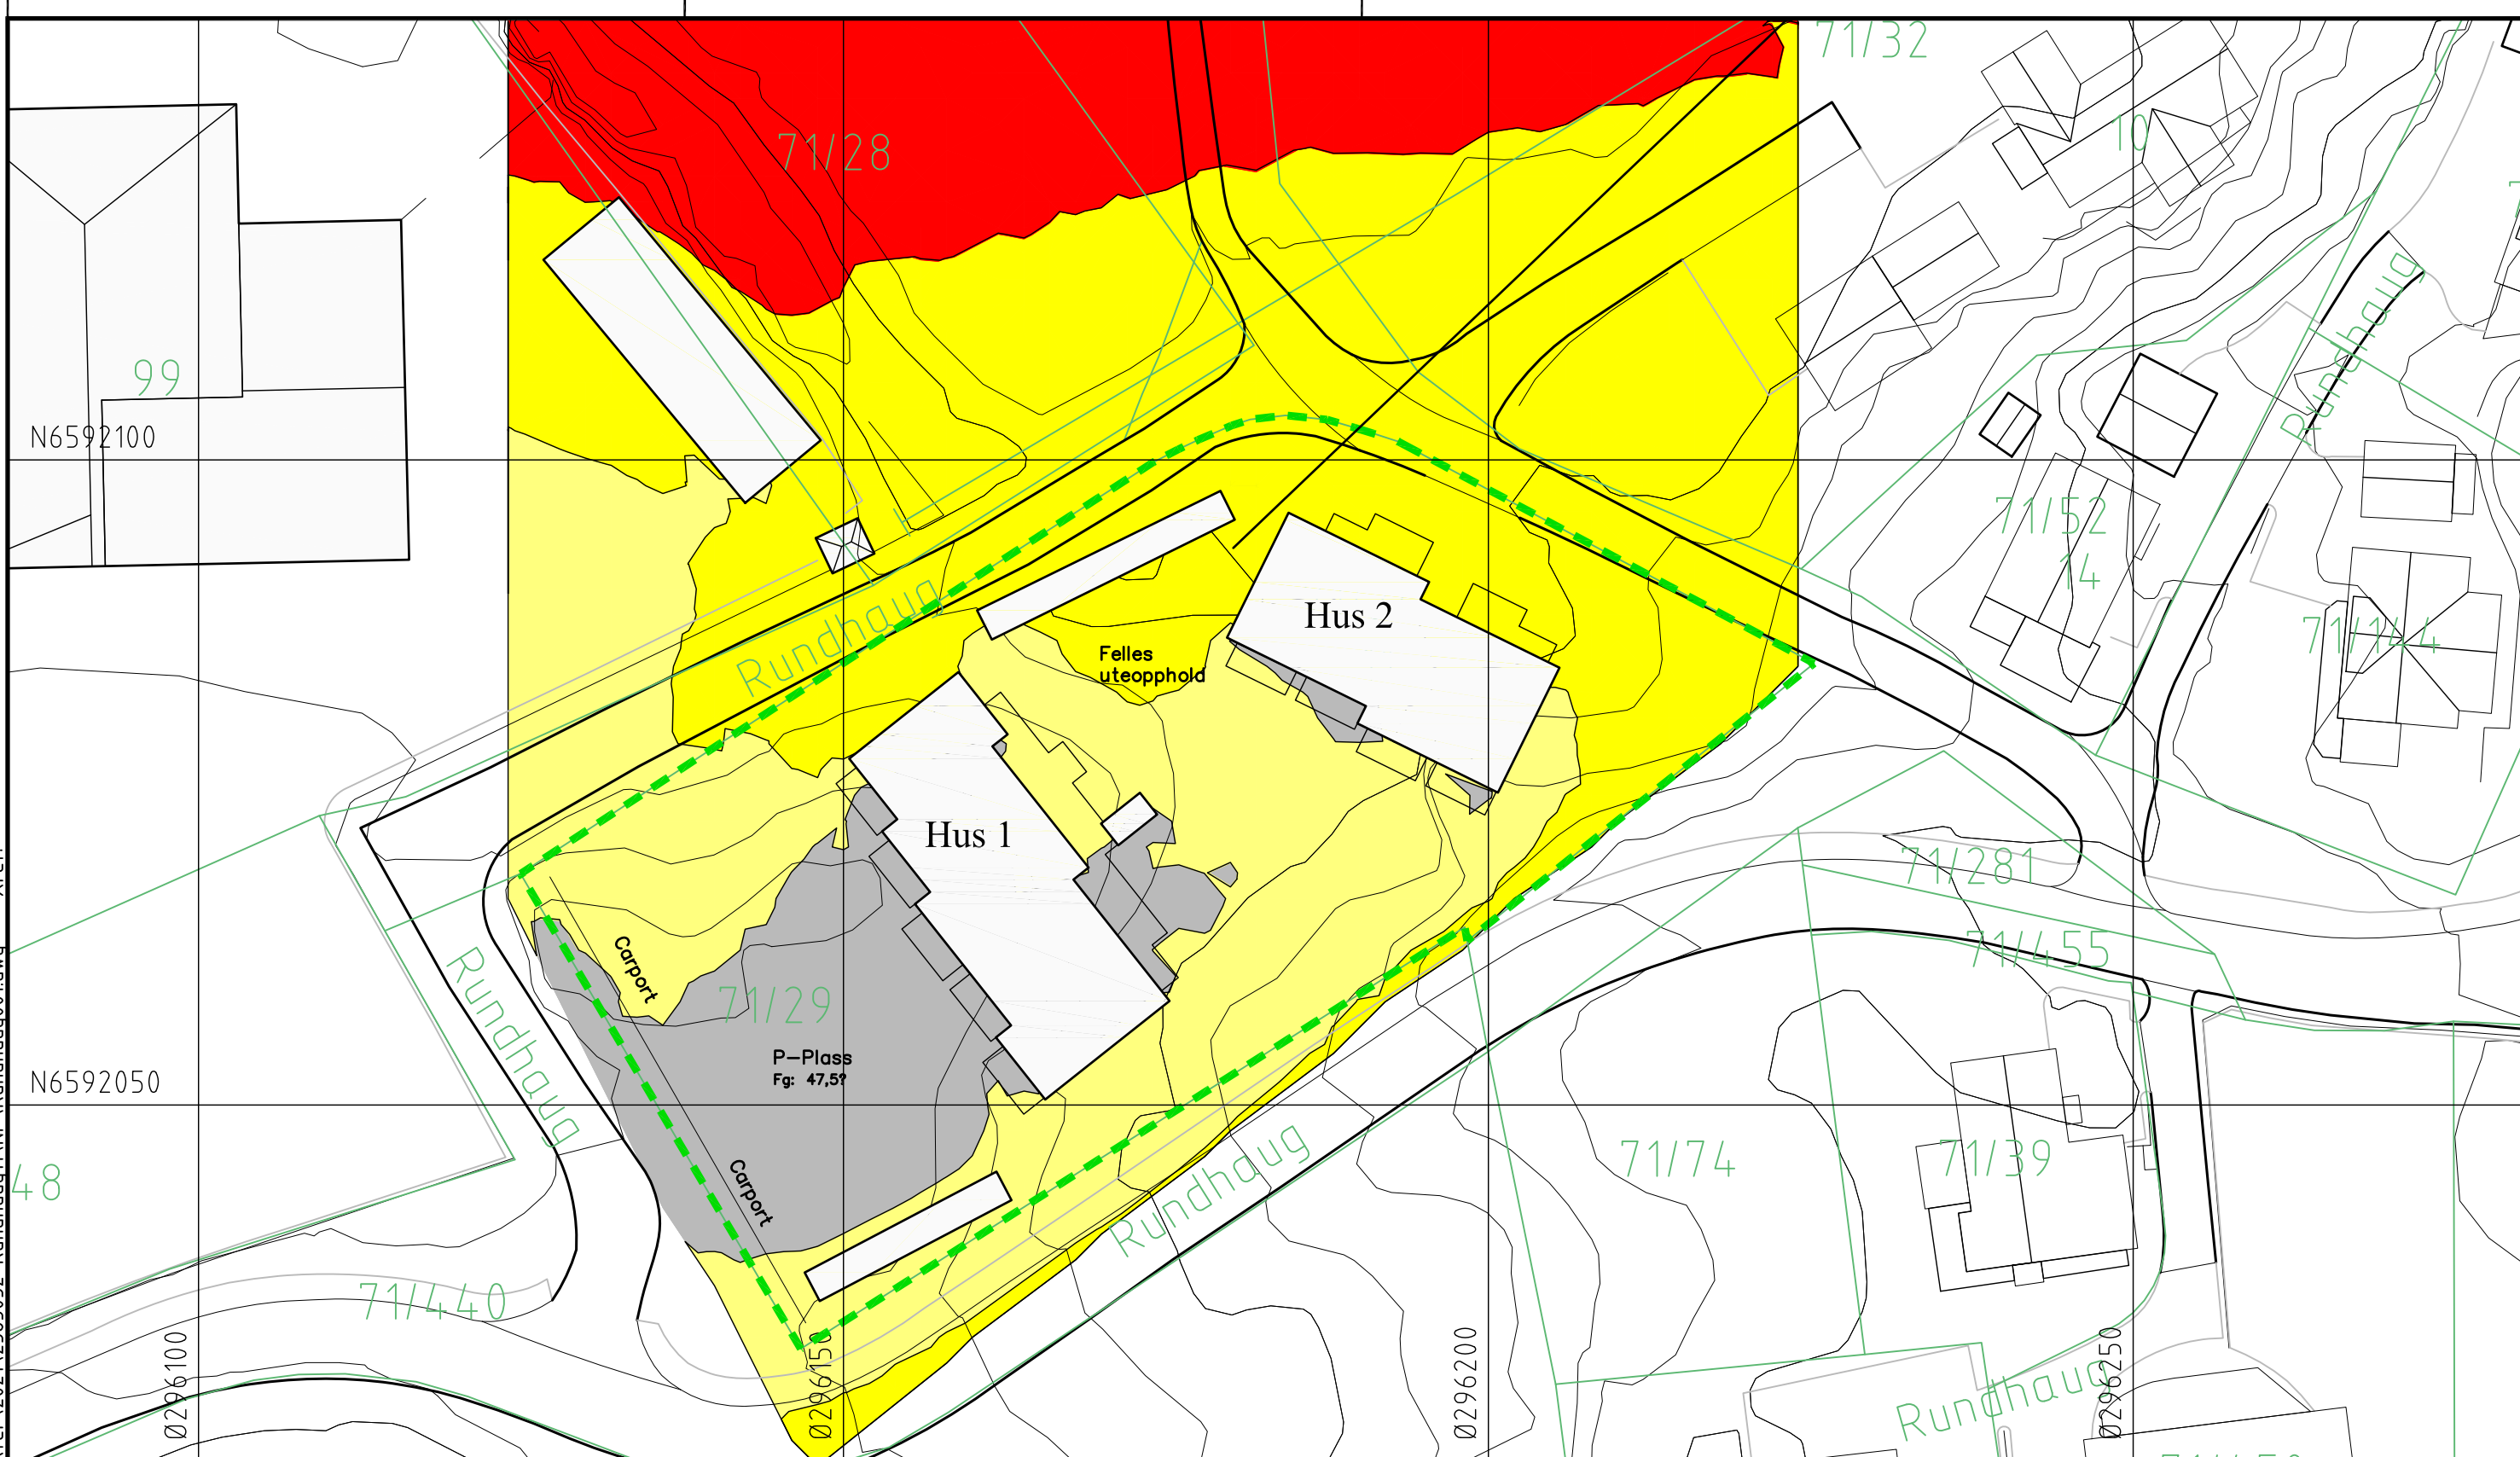 71/32
71/28
10
99
N6592100
Rundhaug
71/52
14
71/144
Hus 2
Rundhaug
Felles
uteopphold
Hus 1
71/281
71/455
Carport
Rundhaug
71/29
P-Plass
Fg: 47,5?
N6592050
48
Carport
Rundhaug
71/74
71/39
71/440
Ø296100
Ø296150
Ø296200
Ø296250
Rundhaug